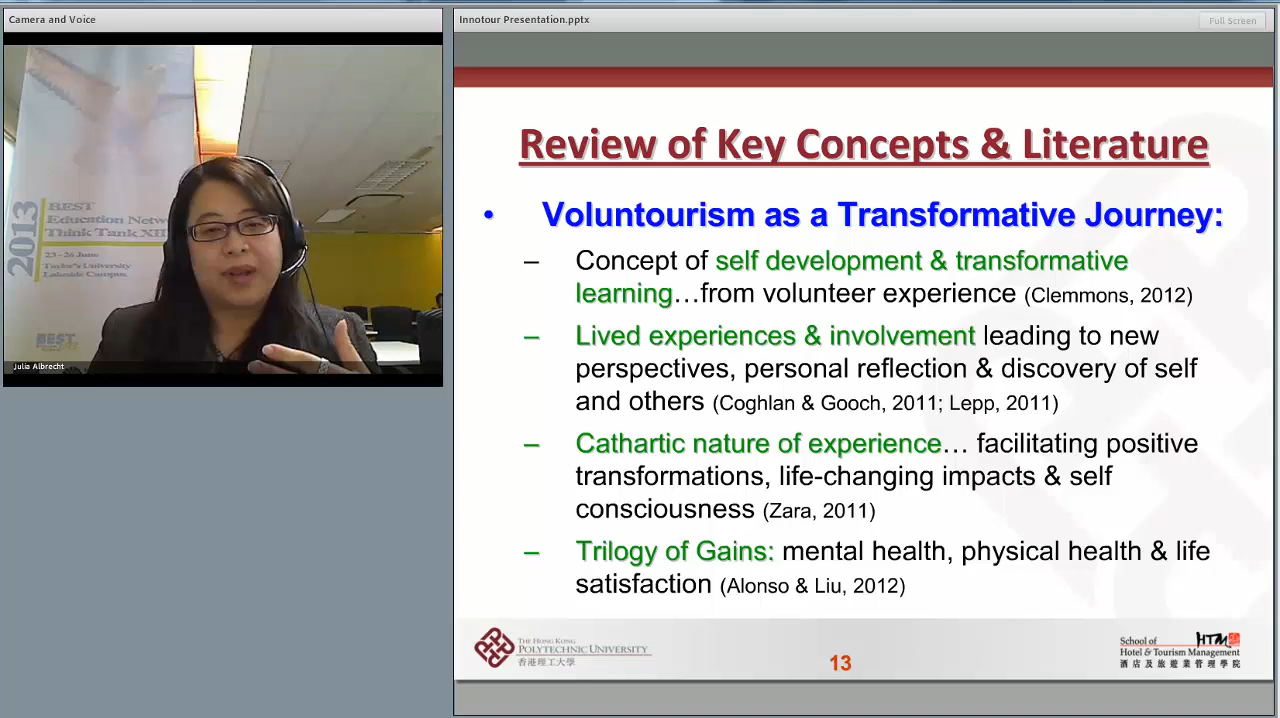 Camera and Voice
2013
BEST
Education Netw
Think Tank XII
23 - 26 June
Taylor's University
Lakeside Campus
BEST
Julia Albrecht
Innotour Presentation.pptx
Full Screen
Review of Key Concepts & Literature
• Voluntourism as a Transformative Journey:
– Concept of self development & transformative
learning…from volunteer experience (Clemmons, 2012)
– Lived experiences & involvement leading to new
perspectives, personal reflection & discovery of self
and others (Coghlan & Gooch, 2011; Lepp, 2011)
– Cathartic nature of experience… facilitating positive
transformations, life-changing impacts & self
consciousness (Zara, 2011)
– Trilogy of Gains: mental health, physical health & life
satisfaction (Alonso & Liu, 2012)
THE HONG KONG
POLYTECHNIC UNIVERSITY
香港理工大學
13
School of HTM
Hotel & Tourism Management
酒店及旅遊業管理學院